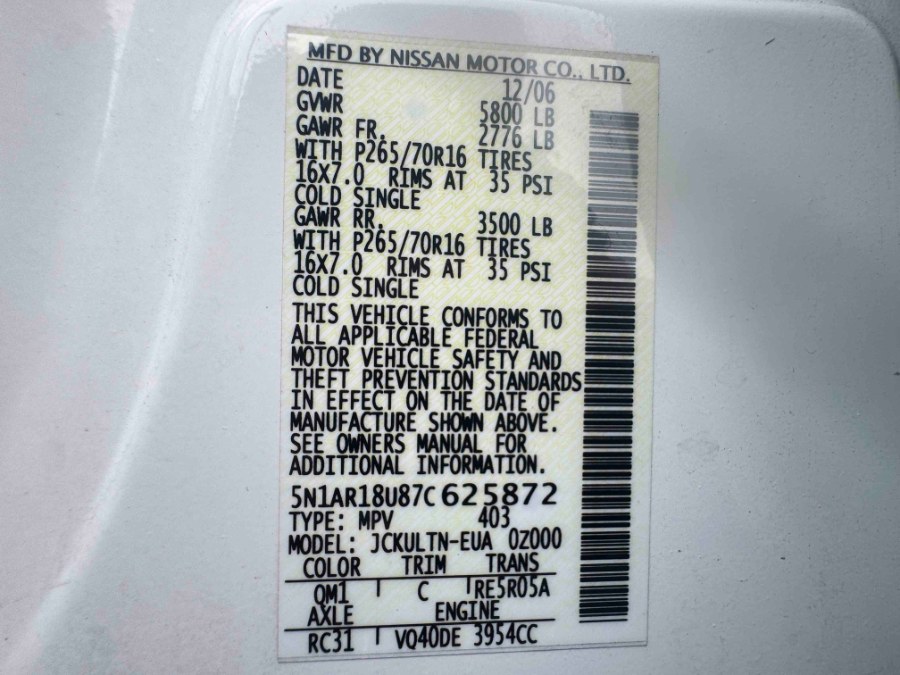 MFD BY NISSAN MOTOR CO., LTD.
DATE 12/06
GVWR 5800 LB
GAWR FR. 2776 LB
WITH P265/70R16 TIRES
16X7.0 RIMS AT 35 PSI
COLD SINGLE
GAWR RR. 3500 LB
WITH P265/70R16 TIRES
16X7.0 RIMS AT 35 PSI
COLD SINGLE
THIS VEHICLE CONFORMS TO
ALL APPLICABLE FEDERAL
MOTOR VEHICLE SAFETY AND
THEFT PREVENTION STANDARDS
IN EFFECT ON THE DATE OF
MANUFACTURE SHOWN ABOVE.
SEE OWNERS MANUAL FOR
ADDITIONAL INFORMATION.
5N1AR18U87C625872
TYPE: MPV 403
MODEL: JCKULTN-EUA 0Z000
COLOR TRIM TRANS
QM1 C RE5R05A
AXLE ENGINE
RC31 VQ40DE 3954CC